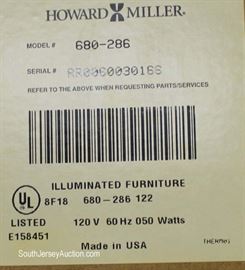 HOWARD MILLER®
MODEL # 680-286
SERIAL # RR0060030166
REFER TO THE ABOVE WHEN REQUESTING PARTS/SERVICES
ILLUMINATED FURNITURE
UL ® 8F18 680-286 122
LISTED 120 V 60 Hz 050 Watts
E158451
Made in USA
SouthJerseyAuction.com